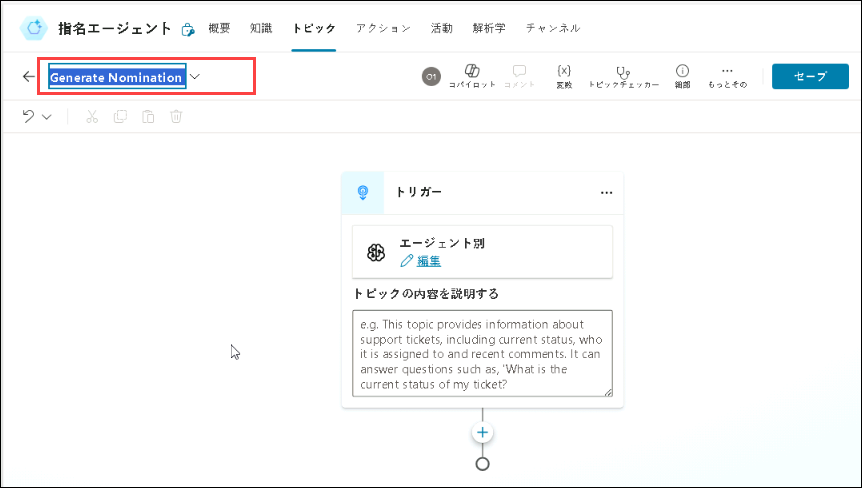 指名エージェント 概要 知識 トピック アクション 活動 解析学 チャンネル
Generate Nomination
01 コパイロット コメント 変数 トピックチェッカー 細部 もっとその セーブ
トリガー
エージェント別
編集
トピックの内容を説明する
e.g. This topic provides information about
support tickets, including current status, who
it is assigned to and recent comments. It can
answer questions such as, 'What is the
current status of my ticket?